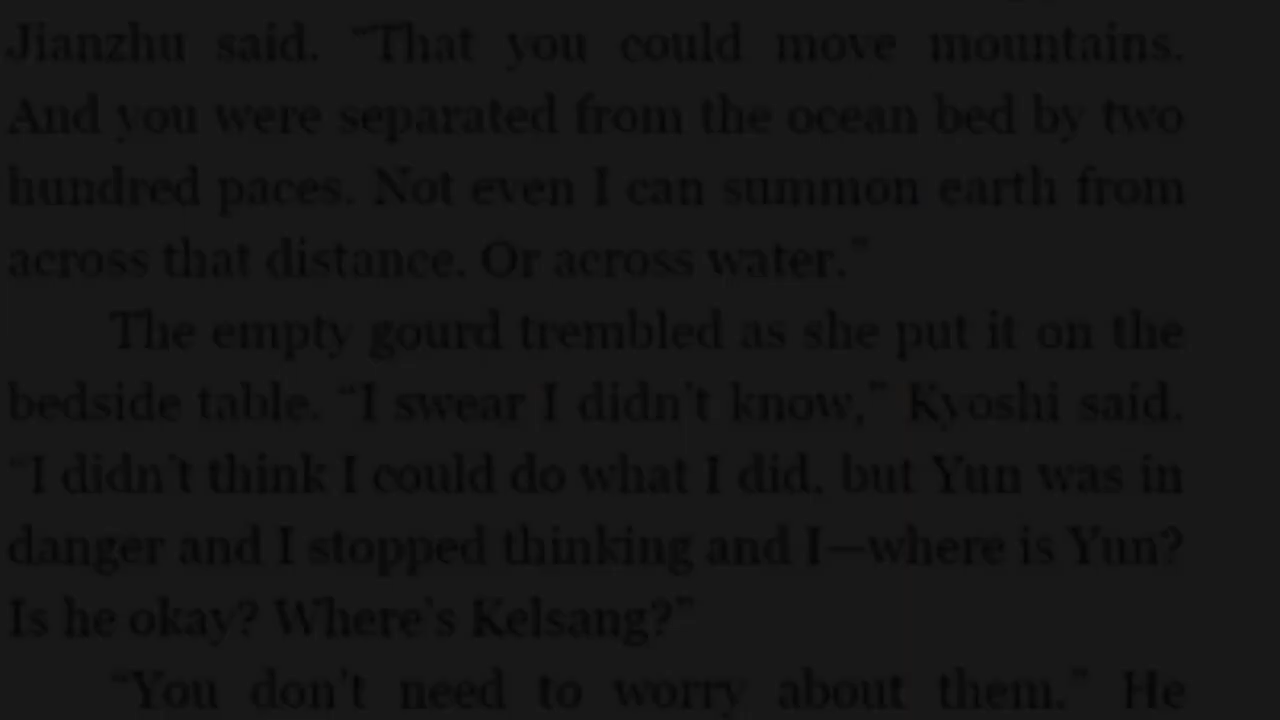 Jianzhu said. “That you could move mountains.
And you were separated from the ocean bed by two
hundred paces. Not even I can summon earth from
across that distance. Or across water.”
The empty gourd trembled as she put it on the
bedside table. “I swear I didn’t know,” Kyoshi said.
“I didn’t think I could do what I did, but Yun was in
danger and I stopped thinking and I—where is Yun?
Is he okay? Where’s Kelsang?”
“You don’t need to worry about them.” He